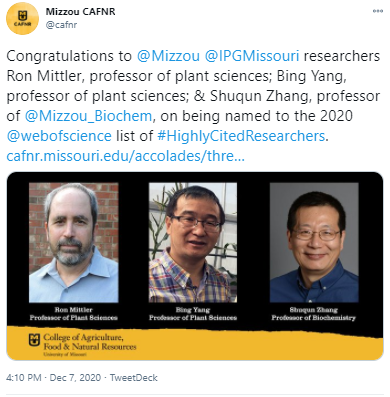 Mizzou CAFNR
@cafnr
Congratulations to @Mizzou @IPGMissouri researchers
Ron Mittler, professor of plant sciences; Bing Yang,
professor of plant sciences; & Shuqun Zhang, professor
of @Mizzou_Biochem, on being named to the 2020
@webofscience list of #HighlyCitedResearchers.
cafnr.missouri.edu/accolades/thre...
Ron Mittler
Professor of Plant Sciences
Bing Yang
Professor of Plant Sciences
Shuqun Zhang
Professor of Biochemistry
College of Agriculture,
Food & Natural Resources
University of Missouri
4:10 PM · Dec 7, 2020 · TweetDeck